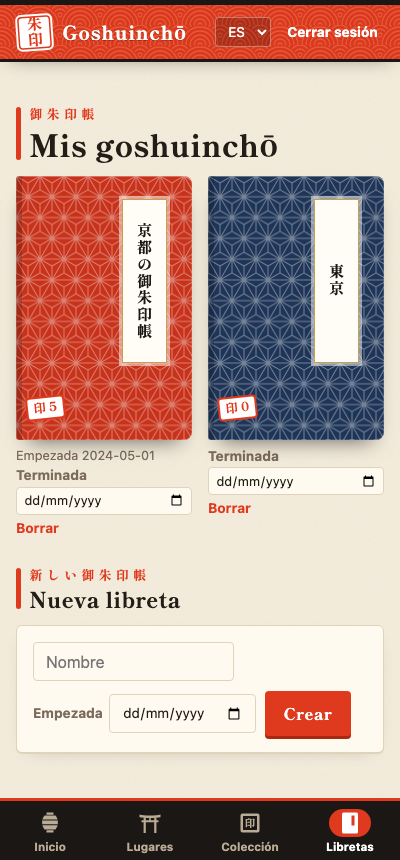 朱印
Goshuinchō
ES
Cerrar sesión
御朱印帳
Mis goshuinchō
京都の御朱印帳
印 5
東京
印 0
Empezada 2024-05-01
Terminada
dd/mm/yyyy
Borrar
Terminada
dd/mm/yyyy
Borrar
新しい御朱印帳
Nueva libreta
Nombre
Empezada
dd/mm/yyyy
Crear
Inicio
Lugares
印
Colección
Libretas